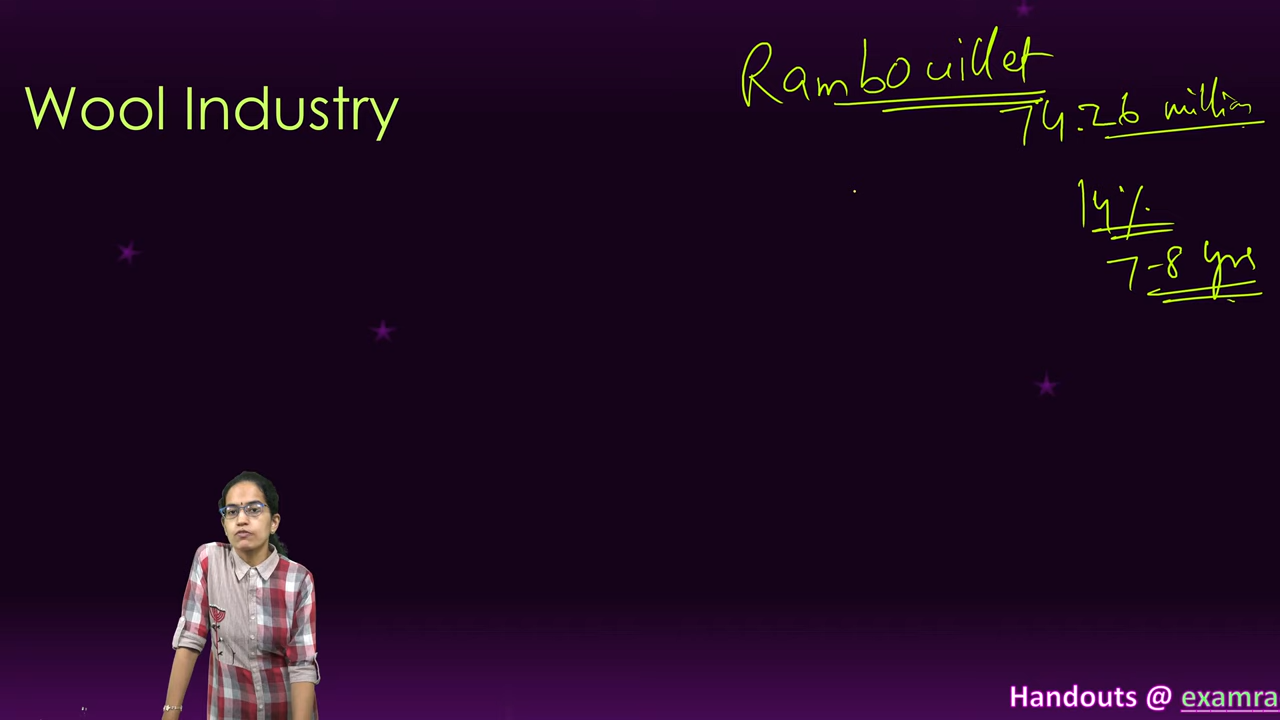 Rambouillet
Wool Industry
74.26 million
14%
7-8 yrs
Handouts @ examra